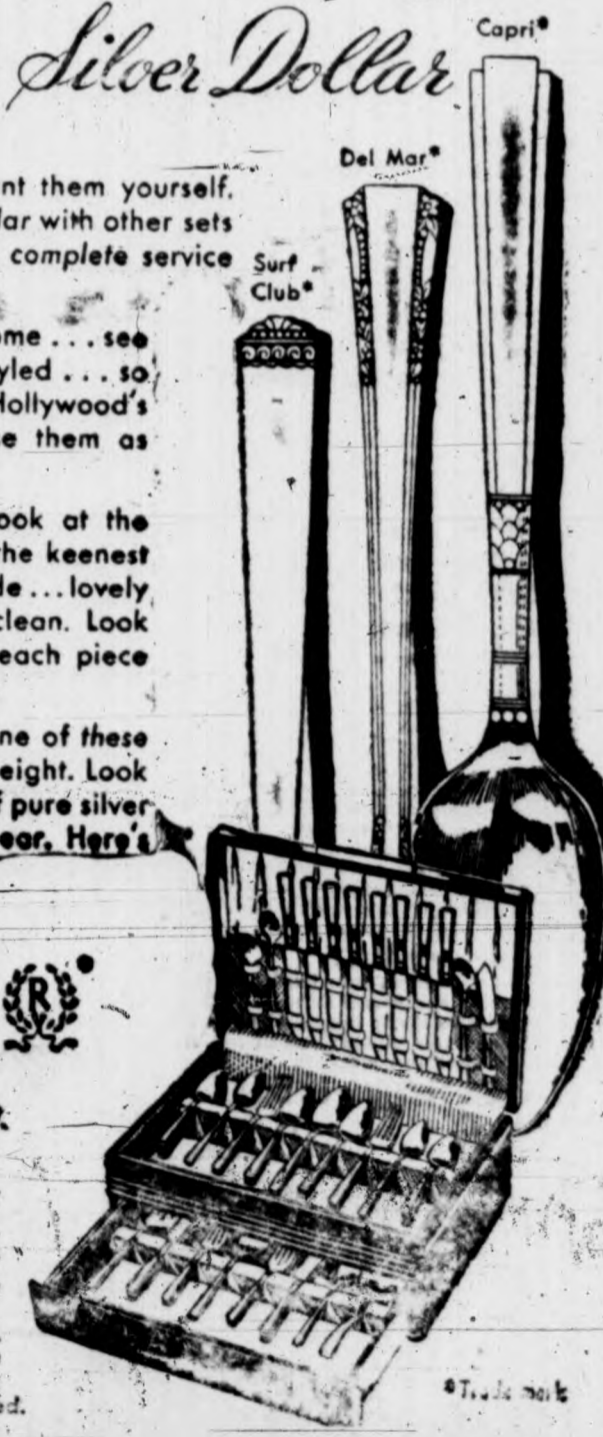 Silver Dollar
Capri*
Del Mar*
Surf
Club*
nt them yourself.
lar with other sets
complete service
me ... see
yled ... so
Hollywood's
e them as
ook at the
the keenest
le ... lovely
clean. Look
each piece
ne of these
eight. Look
f pure silver
ear. Here's
R
ed.
*Trade mark